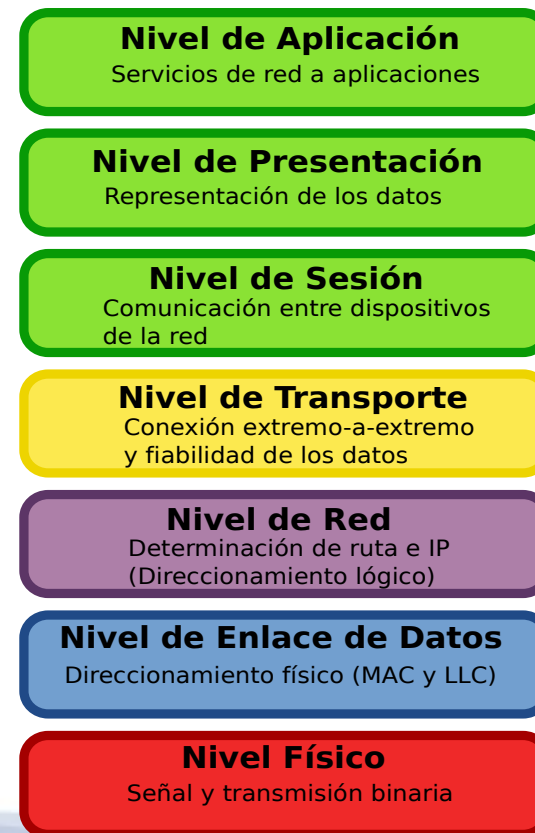 Nivel de Aplicación
Servicios de red a aplicaciones
Nivel de Presentación
Representación de los datos
Nivel de Sesión
Comunicación entre dispositivos
de la red
Nivel de Transporte
Conexión extremo-a-extremo
y fiabilidad de los datos
Nivel de Red
Determinación de ruta e IP
(Direccionamiento lógico)
Nivel de Enlace de Datos
Direccionamiento físico (MAC y LLC)
Nivel Físico
Señal y transmisión binaria